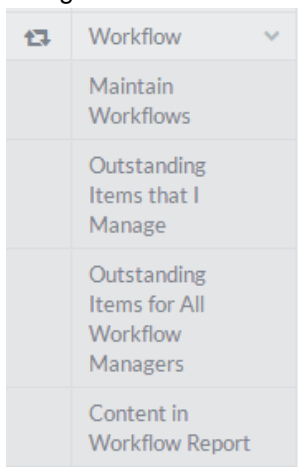 Workflow
Maintain
Workflows
Outstanding
Items that I
Manage
Outstanding
Items for All
Workflow
Managers
Content in
Workflow Report